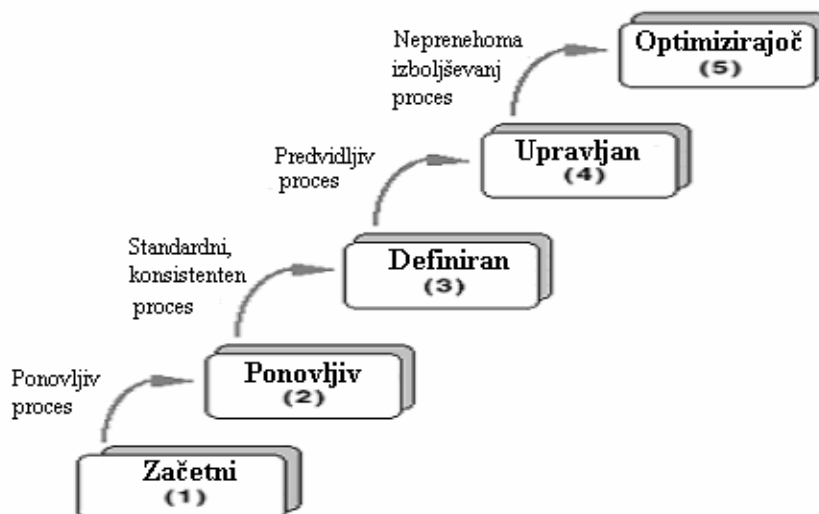 Neprenehoma
izboljševanj
proces
Optimizirajoč
(5)
Predvidljiv
proces
Upravljan
(4)
Standardni,
konsistenten
proces
Definiran
(3)
Ponovljiv
proces
Ponovljiv
(2)
Začetni
(1)